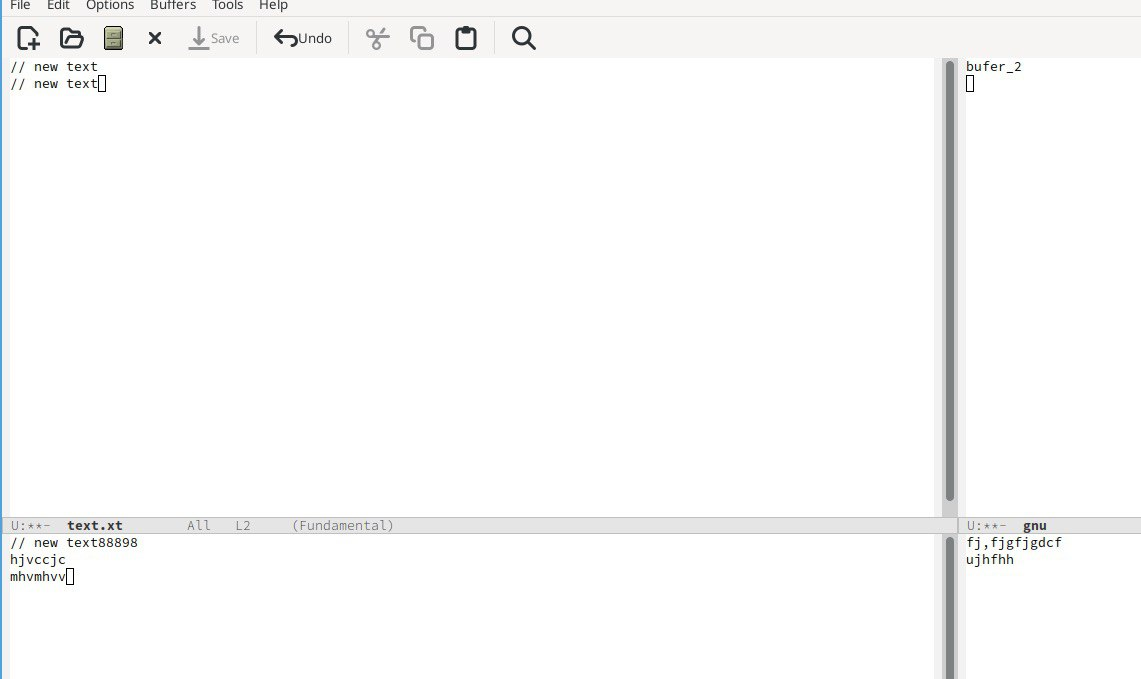 File Edit Options Buffers Tools Help
Save Undo
// new text
// new text
bufer_2
U:**- text.xt All L2 (Fundamental)
U:**- gnu
// new text88898
hjvccjc
mhvmhvv
fj,fjgfjgdcf
ujhfhh